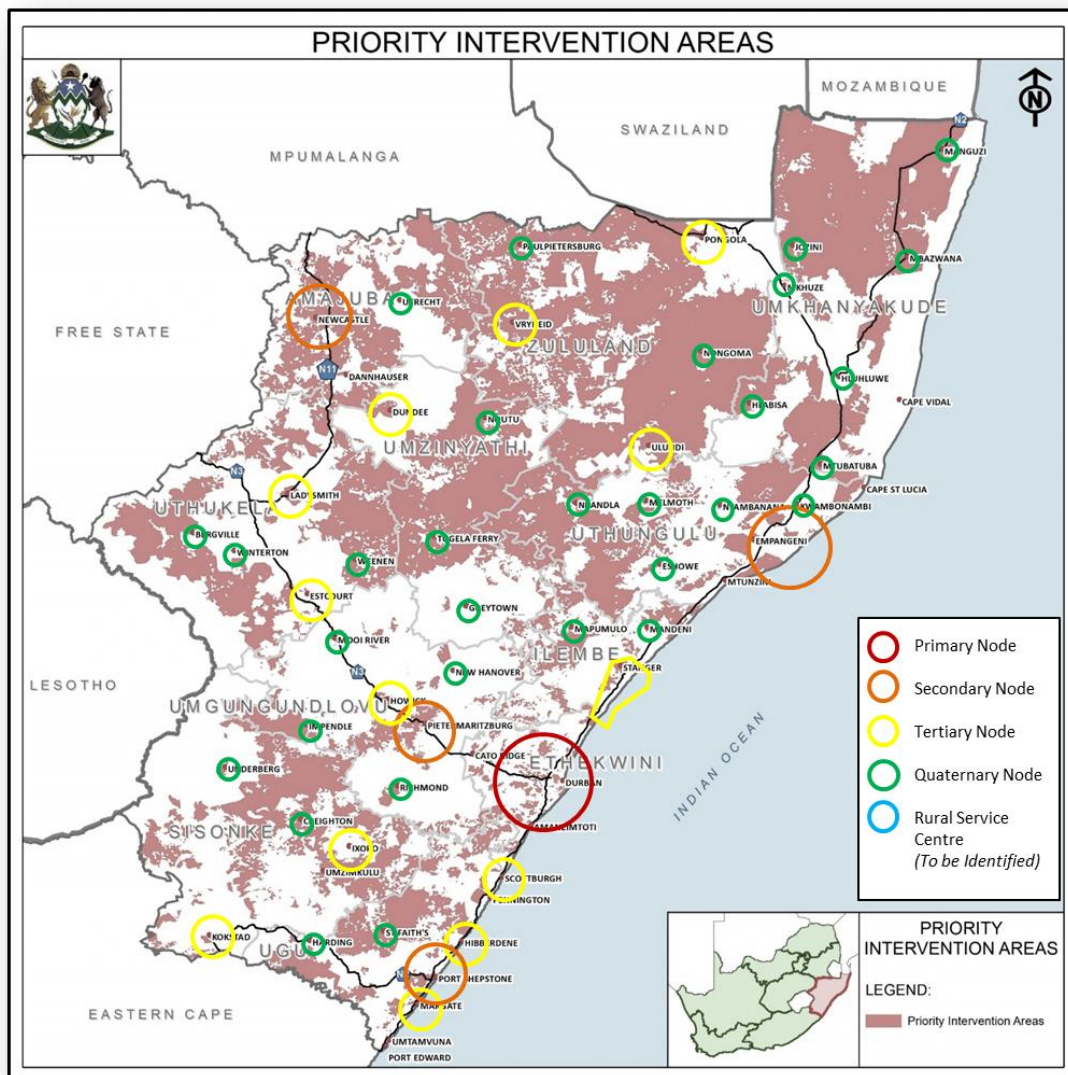 PRIORITY INTERVENTION AREAS
MOZAMBIQUE
N
SWAZILAND
N2
MPUMALANGA
MANGUZI
PONGOLA
PAULPIETERSBURG
JOZINI
MBAZWANA
MKHUZE
AMAJUBA
UTRECHT
UMKHANYAKUDE
NEWCASTLE
VRYHEID
FREE STATE
ZULULAND
NONGOMA
N11
DANNHAUSER
HLUHLUWE
CAPE VIDAL
HLABISA
DUNDEE
NQUTU
UMZINYATHI
ULUNDI
N3
MTUBATUBA
LADYSMITH
CAPE ST LUCIA
UTHUKELA
NKANDLA
MELMOTH
NTAMBANANA
KWAMBONAMBI
UTHUNGULU
BERGVILLE
TUGELA FERRY
EMPANGENI
WINTERTON
WEENEN
ESHOWE
MTUNZINI
ESTCOURT
GREYTOWN
MAPUMULO
MANDENI
MOOI RIVER
ILEMBE
STANGER
N3
NEW HANOVER
LESOTHO
HOWICK
UMGUNGUNDLOVU
IMPENDLE
PIETERMARITZBURG
CATO RIDGE
ETHEKWINI
INDIAN OCEAN
UNDERBERG
DURBAN
RICHMOND
AMANZIMTOTI
CREIGHTON
SISONKE
IXOPO
UMZIMKULU
SCOTTBURGH
PENNINGTON
KOKSTAD
ST FAITH'S
HIBBERDENE
HARDING
UGU
PORT SHEPSTONE
MARGATE
EASTERN CAPE
UMTAMVUNA
PORT EDWARD
Primary Node
Secondary Node
Tertiary Node
Quaternary Node
Rural Service
Centre
(To be Identified)
PRIORITY
INTERVENTION AREAS
LEGEND:
Priority Intervention Areas